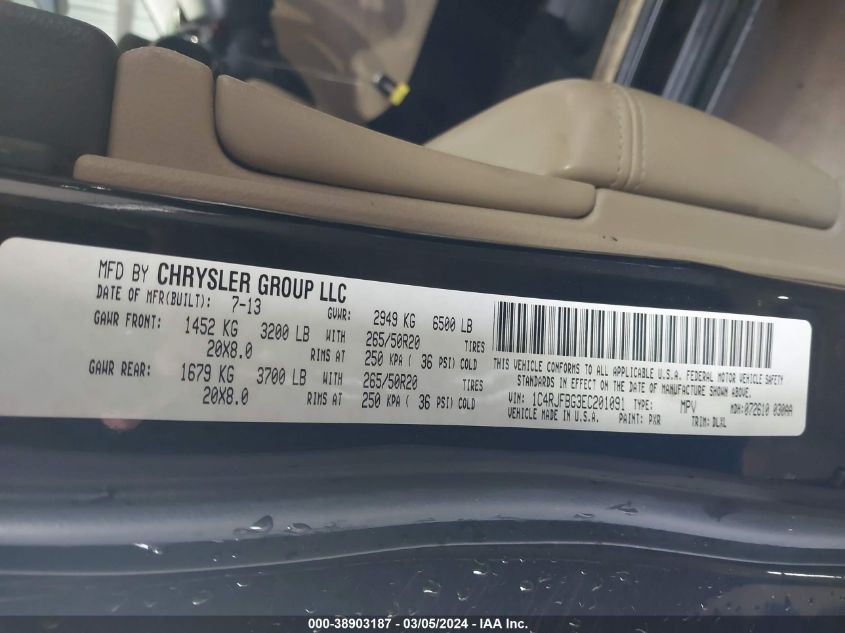 MFD BY CHRYSLER GROUP LLC
DATE OF MFR(BUILT): 7-13 GVWR: 2949 KG 6500 LB
GAWR FRONT: 1452 KG 3200 LB WITH 265/50R20 TIRES
20X8.0 RIMS AT 250 KPA ( 36 PSI) COLD
GAWR REAR: 1679 KG 3700 LB WITH 265/50R20 TIRES
20X8.0 RIMS AT 250 KPA ( 36 PSI) COLD
THIS VEHICLE CONFORMS TO ALL APPLICABLE U.S.A. FEDERAL MOTOR VEHICLE SAFETY
STANDARDS IN EFFECT ON THE DATE OF MANUFACTURE SHOWN ABOVE.
VIN: 1C4RJFBG3EC201091 TYPE: MPV MDH: 072610 030AA
VEHICLE MADE IN U.S.A. PAINT: PXR TRIM: DLXL
000-38903187 - 03/05/2024 - IAA Inc.